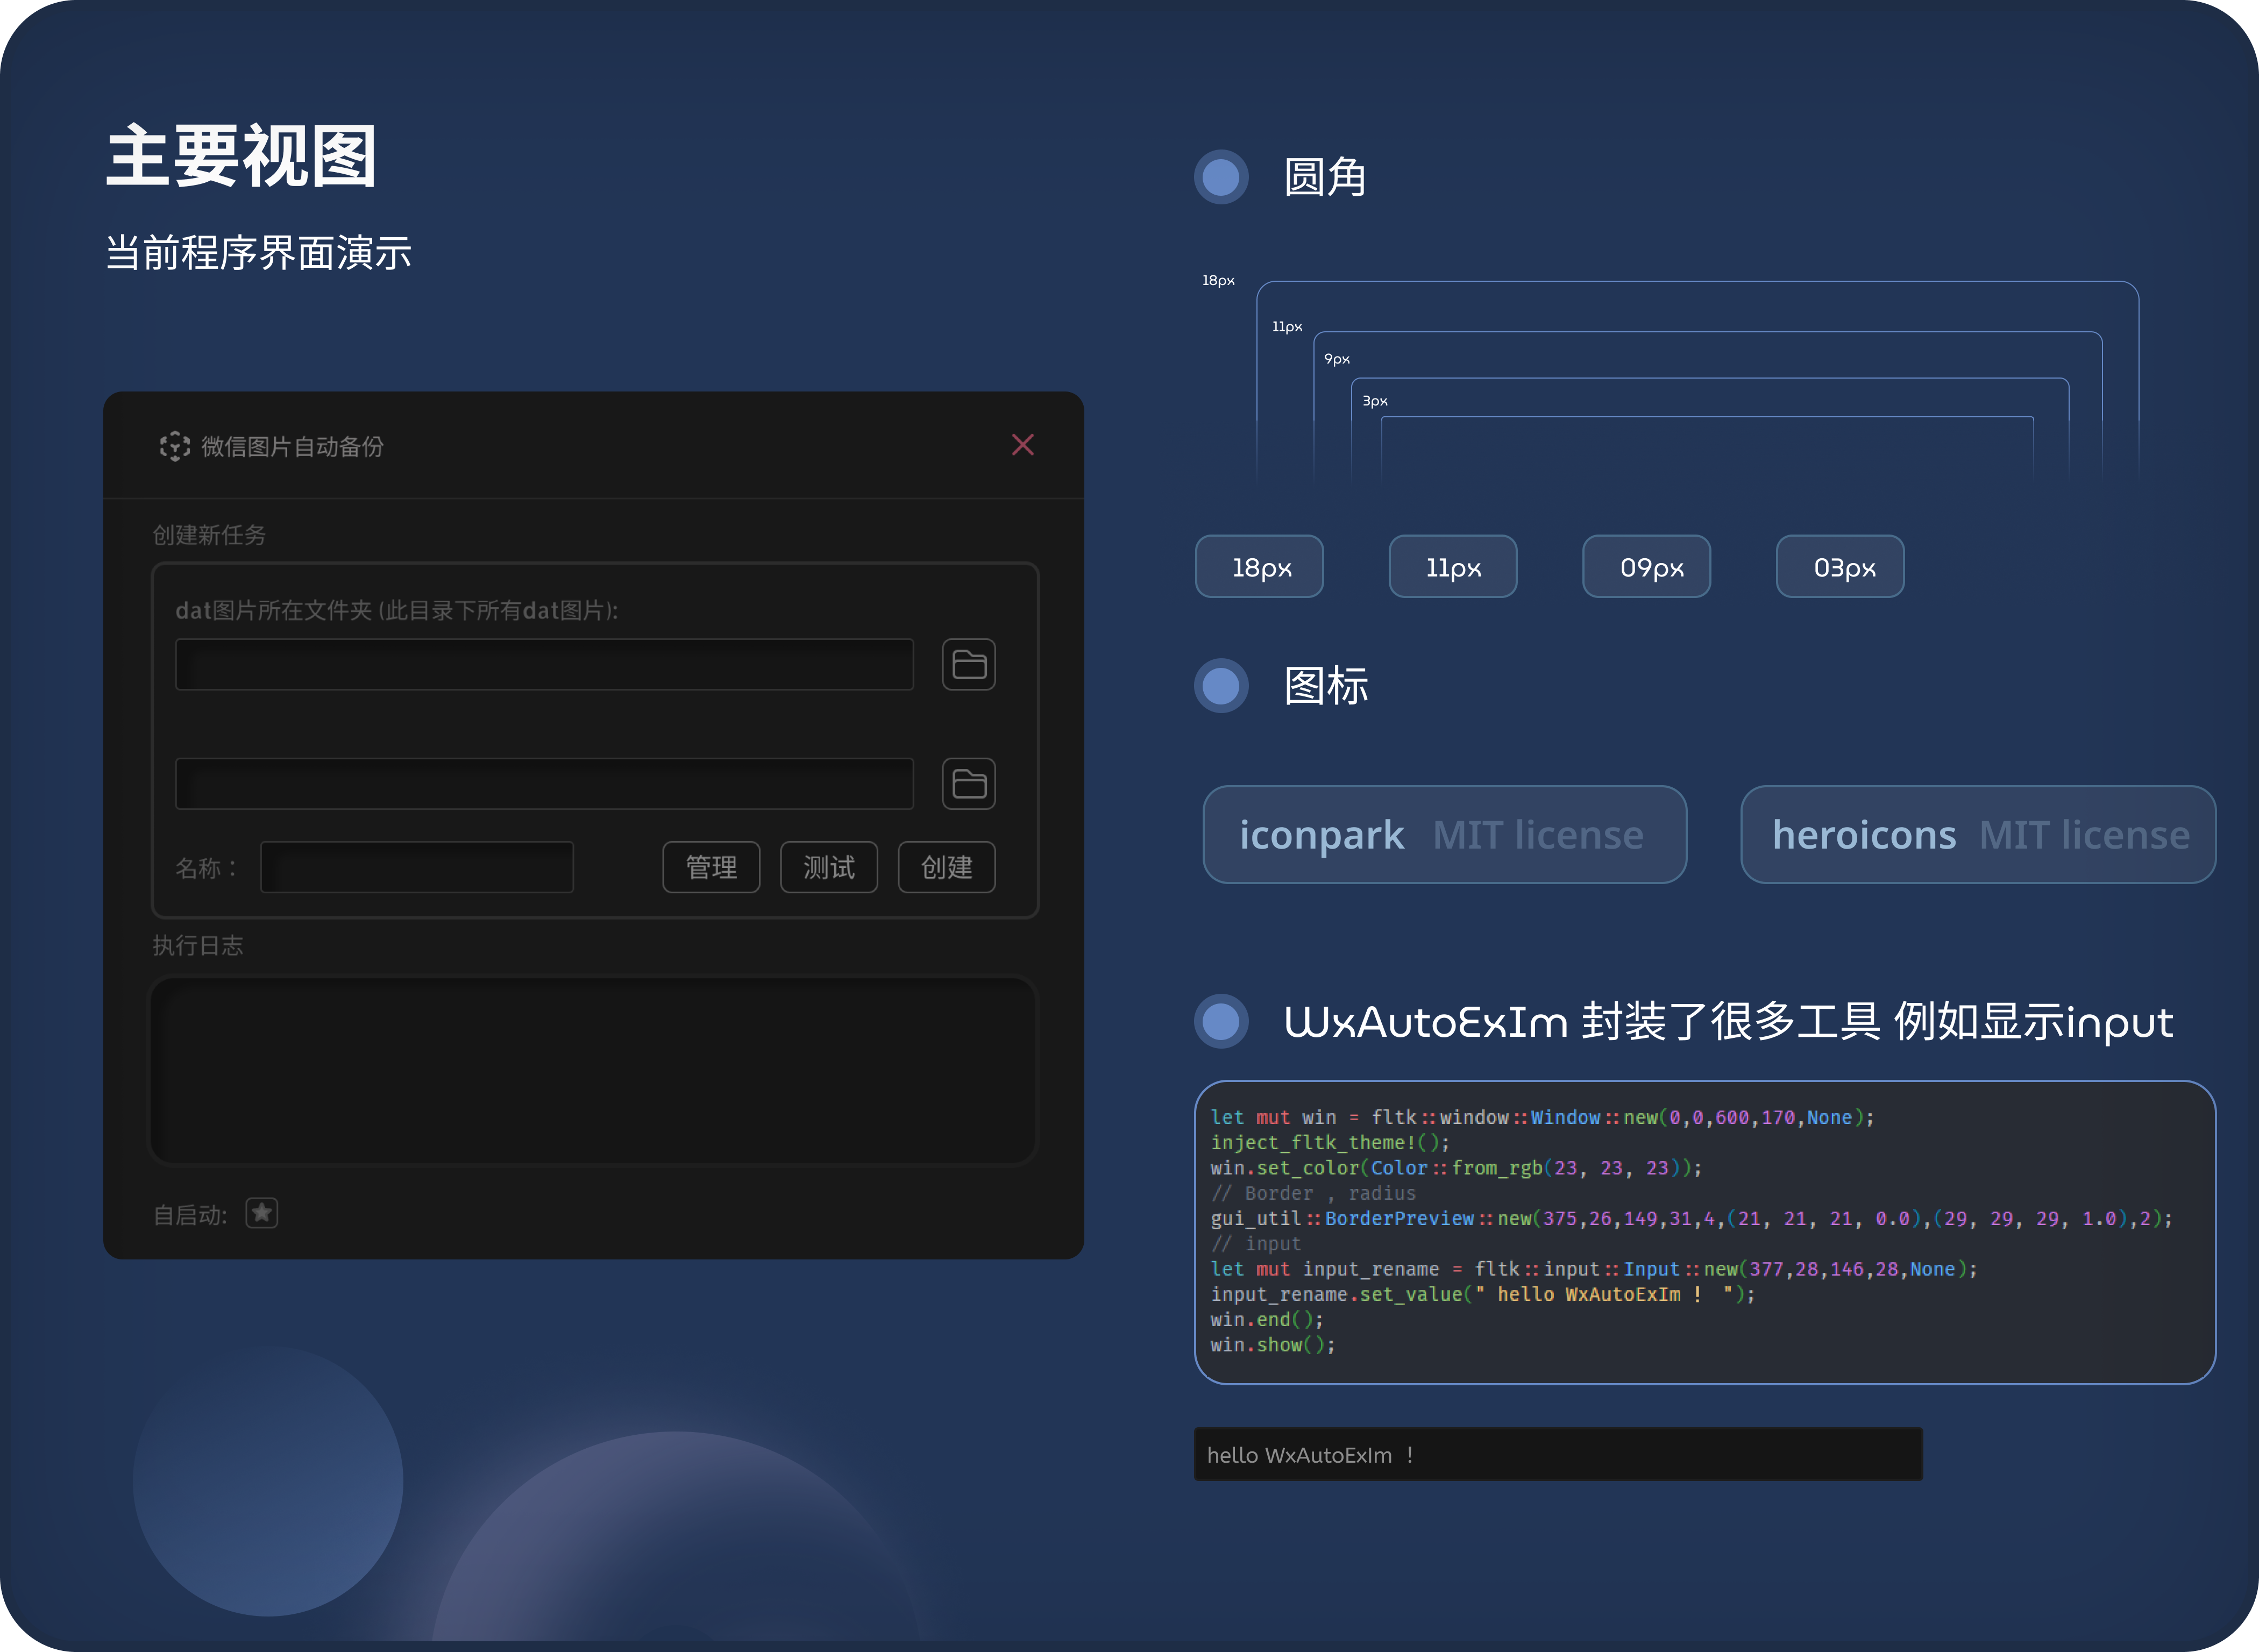 主要视图
当前程序界面演示
微信图片自动备份
创建新任务
dat图片所在文件夹 (此目录下所有dat图片):
名称：
管理
测试
创建
执行日志
自启动:
圆角
18px
11px
9px
3px
18px
11px
09px
03px
图标
iconpark MIT license
heroicons MIT license
WxAutoExIm 封装了很多工具 例如显示input
let mut win = fltk::window::Window::new(0,0,600,170,None);
inject_fltk_theme!();
win.set_color(Color::from_rgb(23, 23, 23));
// Border , radius
gui_util::BorderPreview::new(375,26,149,31,4,(21, 21, 21, 0.0),(29, 29, 29, 1.0),2);
// input
let mut input_rename = fltk::input::Input::new(377,28,146,28,None);
input_rename.set_value(" hello WxAutoExIm ！ ");
win.end();
win.show();
hello WxAutoExIm ！